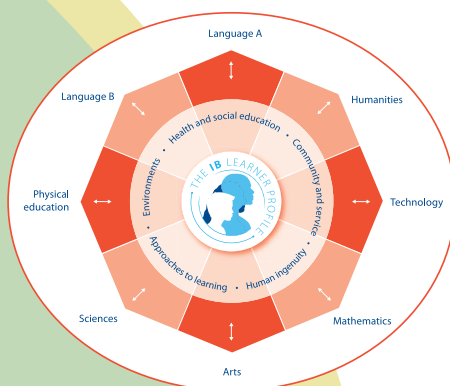 Language A
Language B
Humanities
Health and social education •
Community and service •
Environments •
THE IB LEARNER PROFILE
Physical
education
Technology
Approaches to learning •
Human ingenuity •
Sciences
Mathematics
Arts